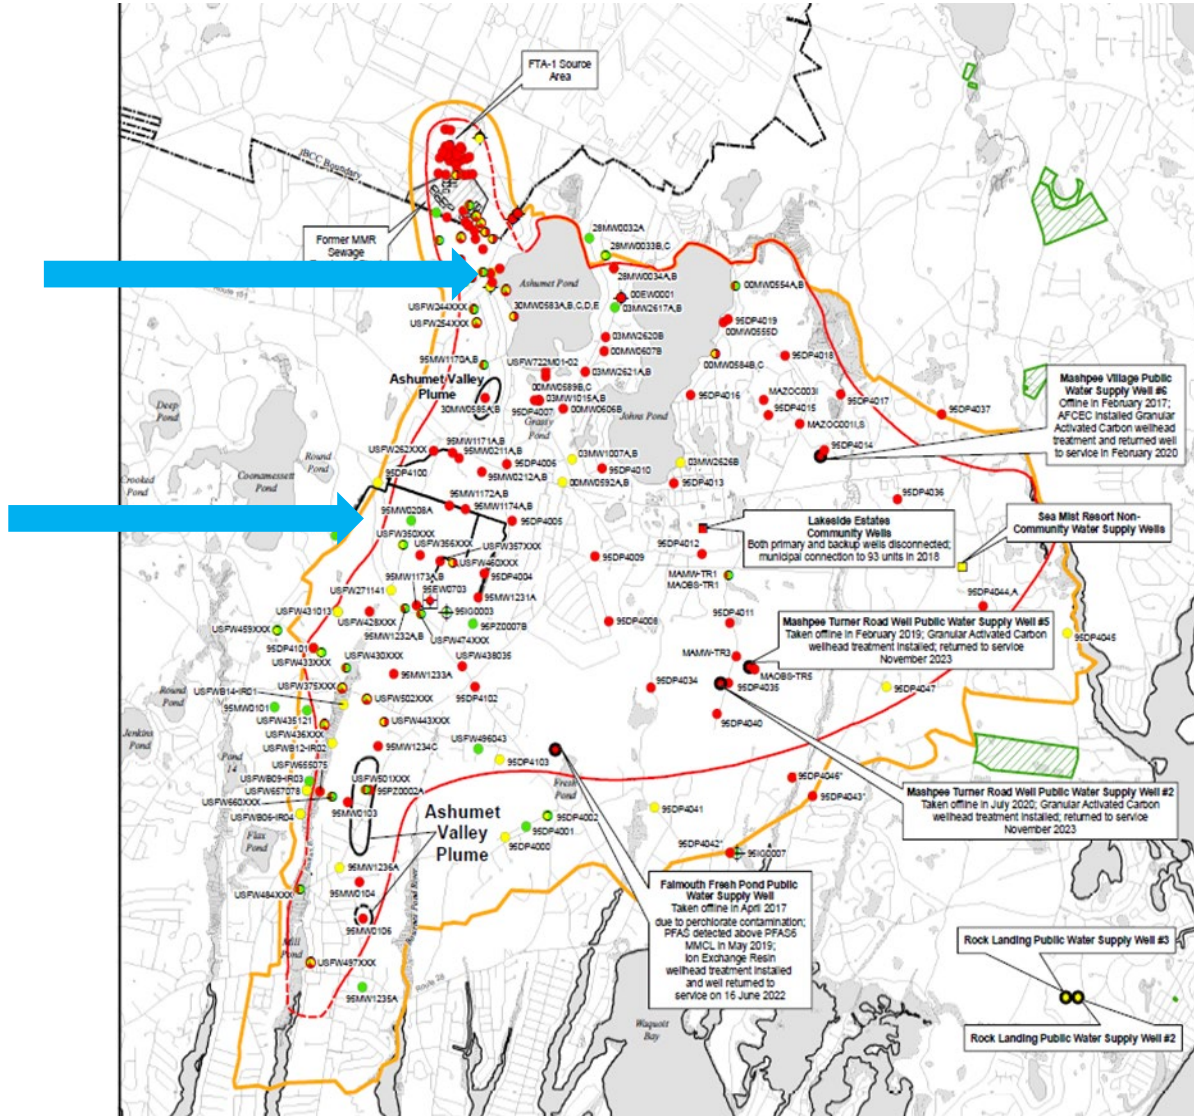 FTA-1 Source
Area
JBCC Boundary
Former MMR
Sewage
28MW0032A
28MW0033B,C
Ashumet Pond
28MW0034A,B
00MW0554A,B
00EW0001
30MW0583A,B,C,D,E
03MW2617A,B
USFW244XXX
USFW254XXX
95DP4019
00MW0555D
03MW2620B
00MW0607B
95MW1170A,B
USFW722M01-02
00MW0584B,C
95DP4018
Ashumet Valley
Plume
03MW2621A,B
00MW0589B,C
Mashpee Village Public
Water Supply Well #6
Offline in February 2017;
AFCEC Installed Granular
Activated Carbon wellhead
treatment and returned well
to service in February 2020
30MW0585A,B
03MW1015A,B
95DP4007
00MW0606B
95DP4016
MAZOC003I
95DP4017
95DP4015
MAZOC001I,S
95DP4037
Deep
Pond
Grassy
Pond
Johns Pond
95DP4014
USFW262XXX
95MW1171A,B
95MW0211A,B
Round
Pond
95DP4100
95DP4006
95MW0212A,B
03MW1007A,B
95DP4010
00MW0592A,B
03MW2626B
95DP4013
Crooked
Pond
Coonamessett
Pond
95MW1172A,B
95MW1174A,B
95DP4036
95MW0208A
95DP4005
USFW350XXX
Lakeside Estates
Community Wells
Both primary and backup wells disconnected;
municipal connection to 93 units in 2018
Sea Mist Resort Non-
Community Water Supply Wells
USFW356XXX
USFW357XXX
USFW460XXX
95DP4012
95DP4009
95MW1173A,B
95DP4004
MAMW-TR1
MAOBS-TR1
USFW271141
95EW0703
95MW1231A
95DP4044,A
USFW431013
USFW428XXX
95IG0003
95MW1232A,B
USFW474XXX
95PZ0007B
95DP4008
95DP4011
USFW459XXX
Mashpee Turner Road Well Public Water Supply Well #5
Taken offline in February 2019; Granular Activated Carbon
wellhead treatment installed; returned to service
November 2023
95DP4045
95DP4101
USFW433XXX
USFW430XXX
USFW438035
MAMW-TR3
MAOBS-TR5
95MW1233A
USFW375XXX
95DP4034
95DP4035
95DP4047
USFWB14-IR01
USFW502XXX
95DP4102
Round
Pond
95MW0101
USFW435121
USFW443XXX
95DP4040
USFW436XXX
USFWB12-IR02
95MW1234C
USFW496043
Jenkins
Pond
Pond
14
USFW655075
95DP4103
USFWB09-IR03
USFW501XXX
95PZ0002A
Fresh
Pond
95DP4046*
USFW657078
USFW660XXX
95DP4043*
Mashpee Turner Road Well Public Water Supply Well #2
Taken offline in July 2020; Granular Activated Carbon
wellhead treatment installed; returned to service
November 2023
USFWB05-IR04
95MW0103
95DP4041
Ashumet
Valley
Plume
95DP4002
95DP4001
95DP4000
Flax
Pond
95DP4042*
95IG0007
95MW1236A
USFW484XXX
95MW0104
Falmouth Fresh Pond Public
Water Supply Well
Taken offline in April 2017
due to perchlorate contamination;
PFAS detected above PFAS6
MMCL in May 2019;
Ion Exchange Resin
wellhead treatment installed
and well returned to
service on 16 June 2022
95MW0106
Mill
Pond
Rock Landing Public Water Supply Well #3
USFW497XXX
Route 28
95MW1235A
Waquoit
Bay
Rock Landing Public Water Supply Well #2